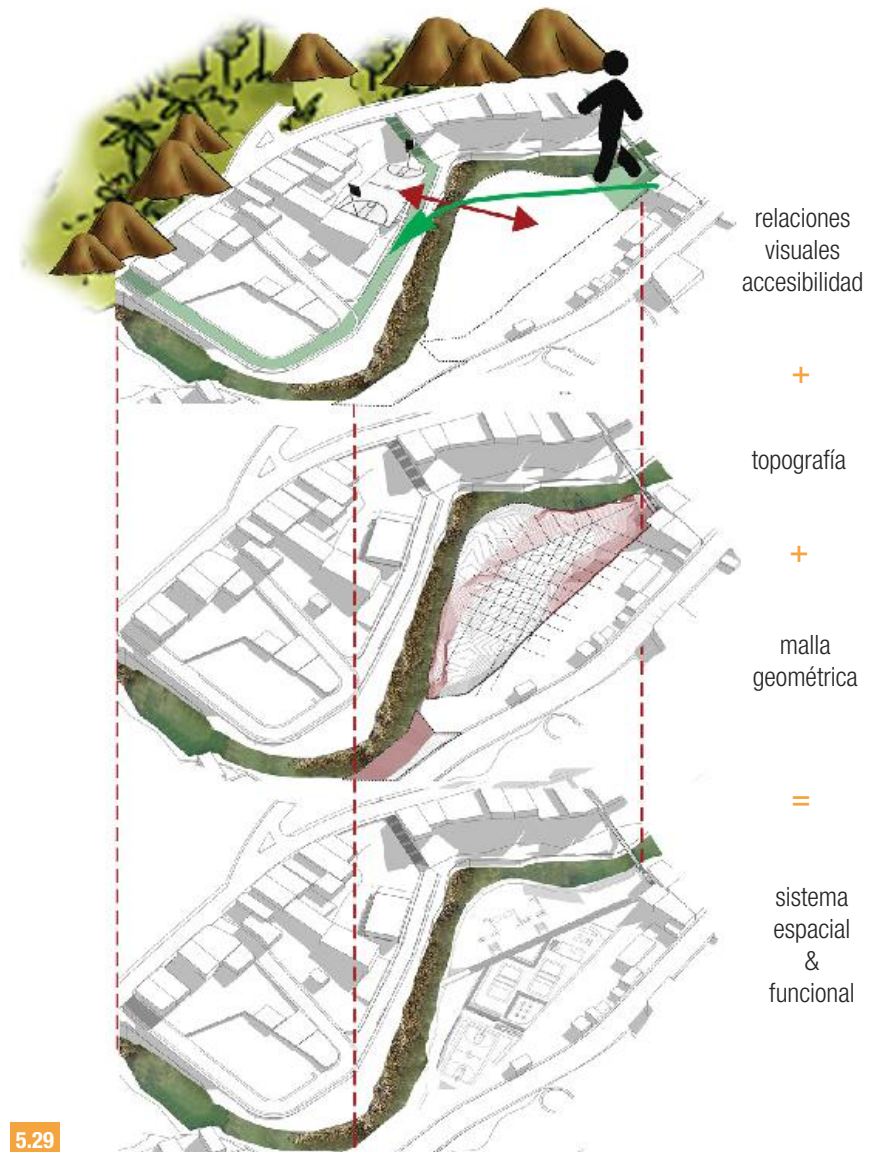 relaciones
visuales
accesibilidad
+
topografía
+
malla
geométrica
=
sistema
espacial
&
funcional
5.29